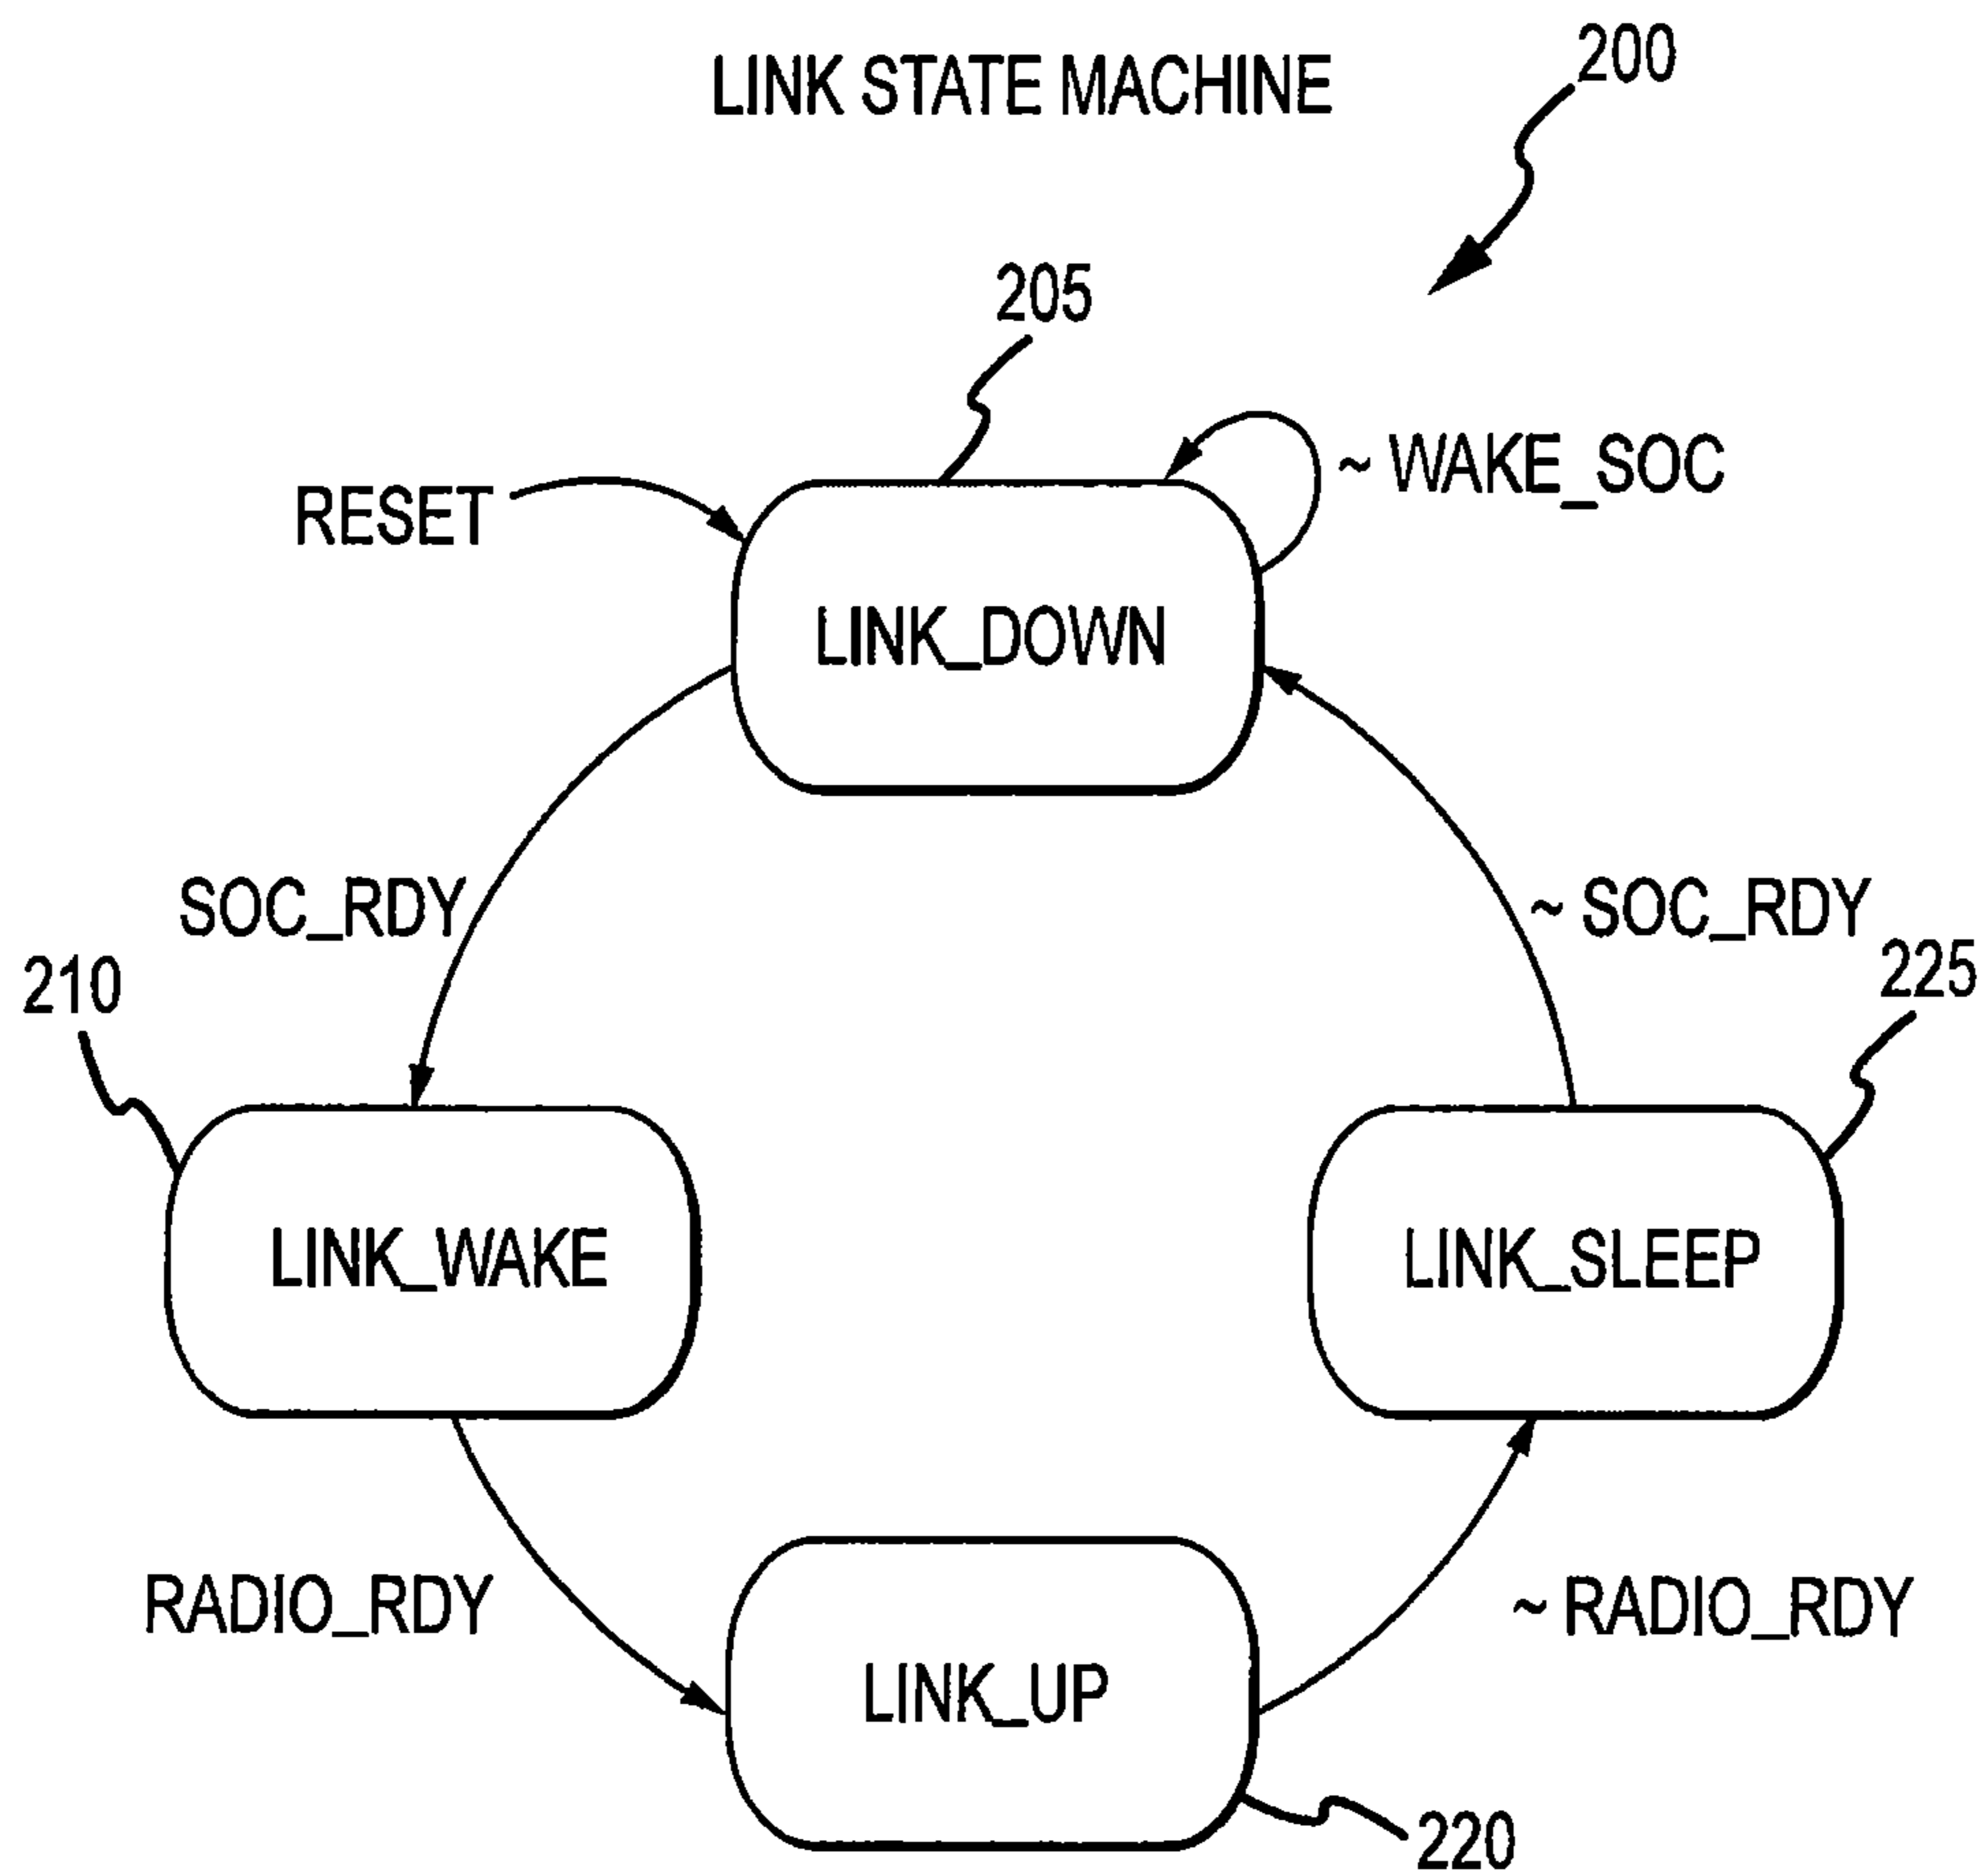 200
LINK STATE MACHINE
205
~ WAKE_SOC
RESET
LINK_DOWN
SOC_RDY
~ SOC_RDY
210
225
LINK_WAKE
LINK_SLEEP
RADIO_RDY
~ RADIO_RDY
LINK_UP
220